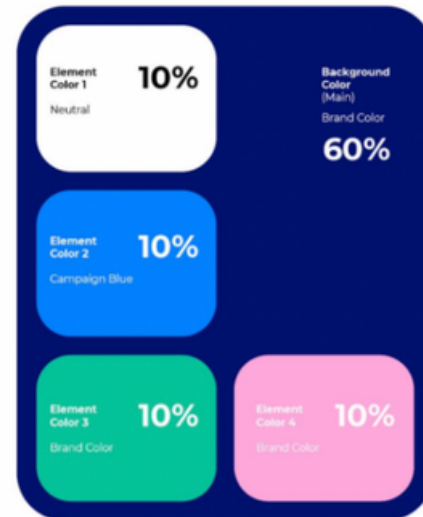 Element
Color 1
10%
Neutral
Background
Color
(Main)
Brand Color
60%
Element
Color 2
10%
Campaign Blue
Element
Color 3
10%
Brand Color
Element
Color 4
10%
Brand Color